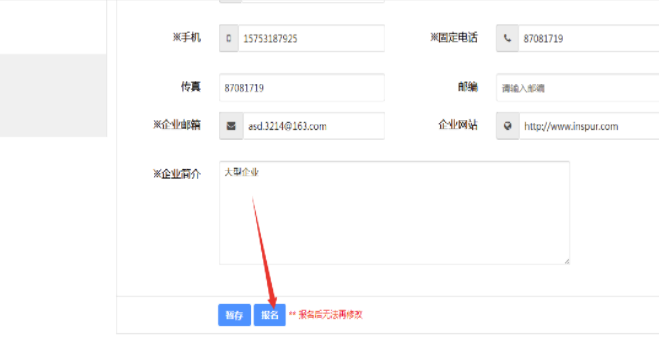 ※手机 15753187925 ※固定电话 87081719
传真 87081719 邮编 请输入邮编
※企业邮箱 asd.3214@163.com 企业网站 http://www.inspur.com
※企业简介 大型企业
暂存 报名 ** 报名后无法再修改